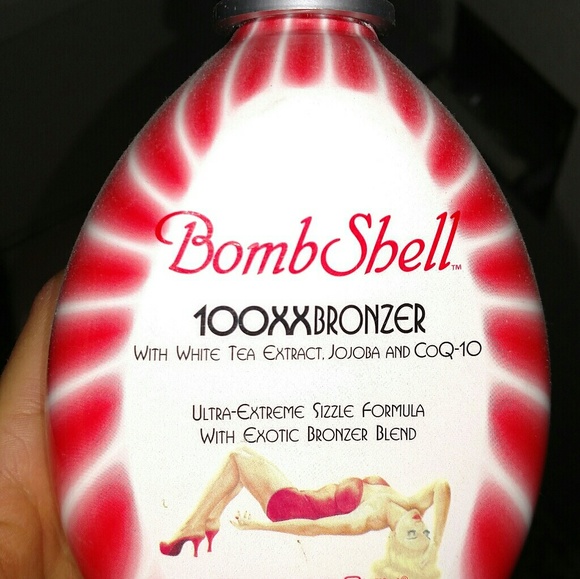 BombShell™
100XXBRONZER
WITH WHITE TEA EXTRACT, JOJOBA AND COQ-10
ULTRA-EXTREME SIZZLE FORMULA
WITH EXOTIC BRONZER BLEND